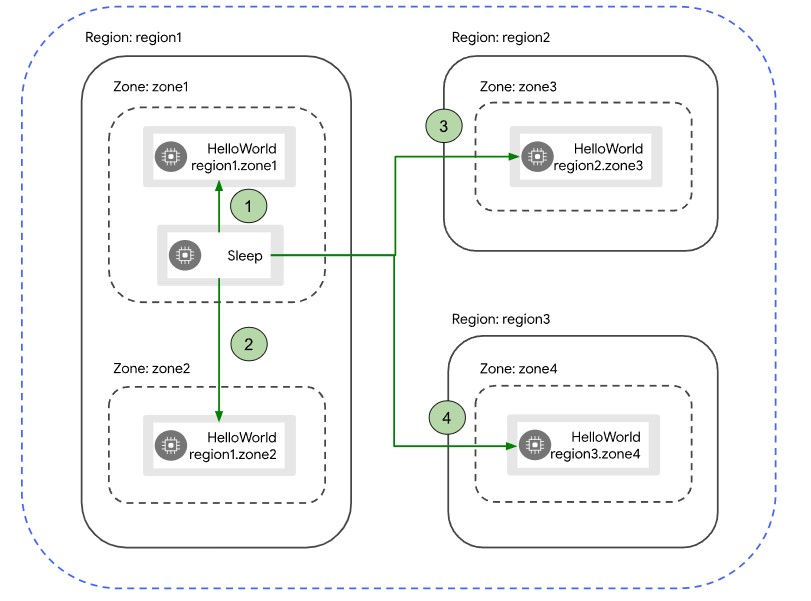 Region: region1
Zone: zone1
HelloWorld
region1.zone1
1
Sleep
2
Zone: zone2
HelloWorld
region1.zone2
Region: region2
Zone: zone3
3
HelloWorld
region2.zone3
Region: region3
Zone: zone4
4
HelloWorld
region3.zone4